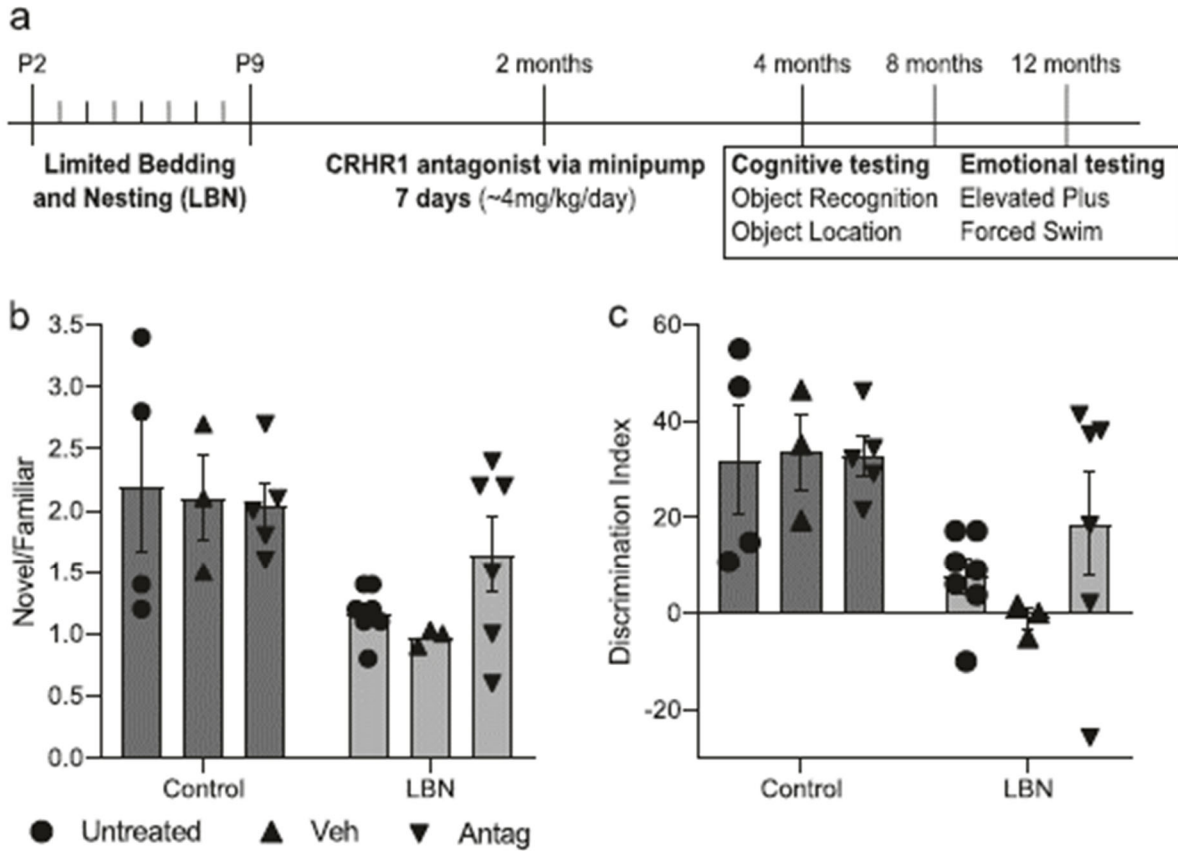 a
P2 P9 2 months 4 months 8 months 12 months
Limited Bedding CRHR1 antagonist via minipump Cognitive testing Emotional testing
and Nesting (LBN) 7 days (~4mg/kg/day) Object Recognition Elevated Plus
Object Location Forced Swim
b
3.5
3.0
2.5
2.0
1.5
1.0
0.5
0.0
Novel/Familiar
Control LBN
c
60
40
20
0
-20
Discrimination Index
Control LBN
Untreated Veh Antag